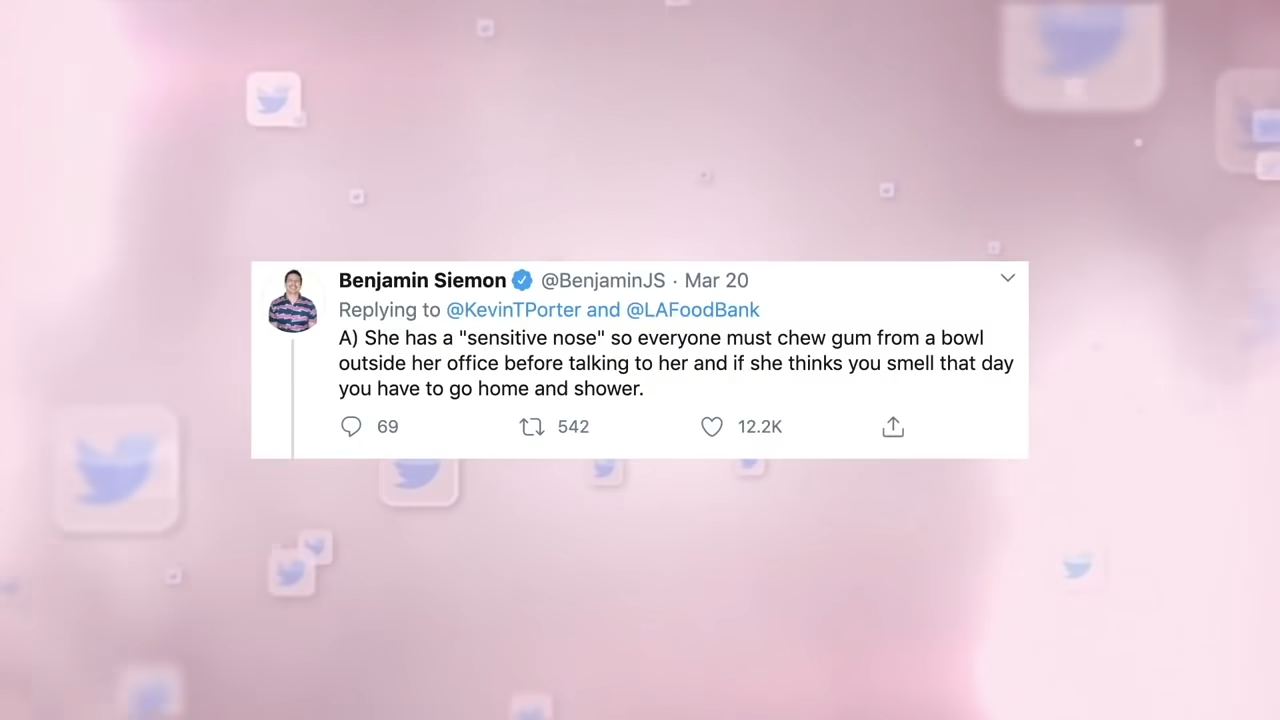 Benjamin Siemon @BenjaminJS · Mar 20
Replying to @KevinTPorter and @LAFoodBank
A) She has a "sensitive nose" so everyone must chew gum from a bowl
outside her office before talking to her and if she thinks you smell that day
you have to go home and shower.
69 542 12.2K